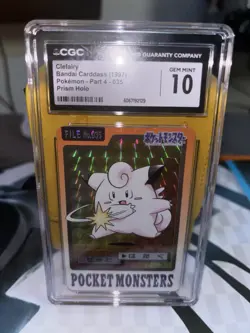 CGC
GUARANTY COMPANY
Clefairy
Bandai Carddass (1997)
Pokémon - Part 4 - 035
Prism Holo
GEM MINT
10
FILE No.035
ポケットモンスター
POCKET MONSTERS